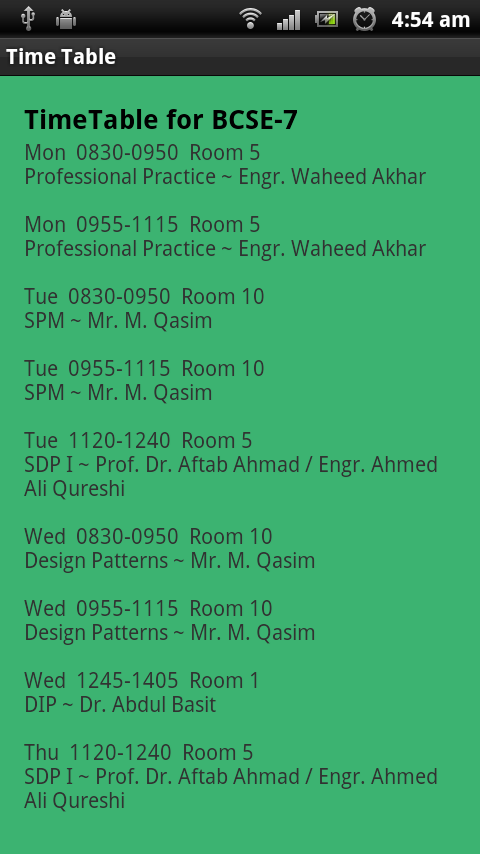 4:54 am
Time Table
TimeTable for BCSE-7
Mon 0830-0950 Room 5
Professional Practice ~ Engr. Waheed Akhar
Mon 0955-1115 Room 5
Professional Practice ~ Engr. Waheed Akhar
Tue 0830-0950 Room 10
SPM ~ Mr. M. Qasim
Tue 0955-1115 Room 10
SPM ~ Mr. M. Qasim
Tue 1120-1240 Room 5
SDP I ~ Prof. Dr. Aftab Ahmad / Engr. Ahmed
Ali Qureshi
Wed 0830-0950 Room 10
Design Patterns ~ Mr. M. Qasim
Wed 0955-1115 Room 10
Design Patterns ~ Mr. M. Qasim
Wed 1245-1405 Room 1
DIP ~ Dr. Abdul Basit
Thu 1120-1240 Room 5
SDP I ~ Prof. Dr. Aftab Ahmad / Engr. Ahmed
Ali Qureshi